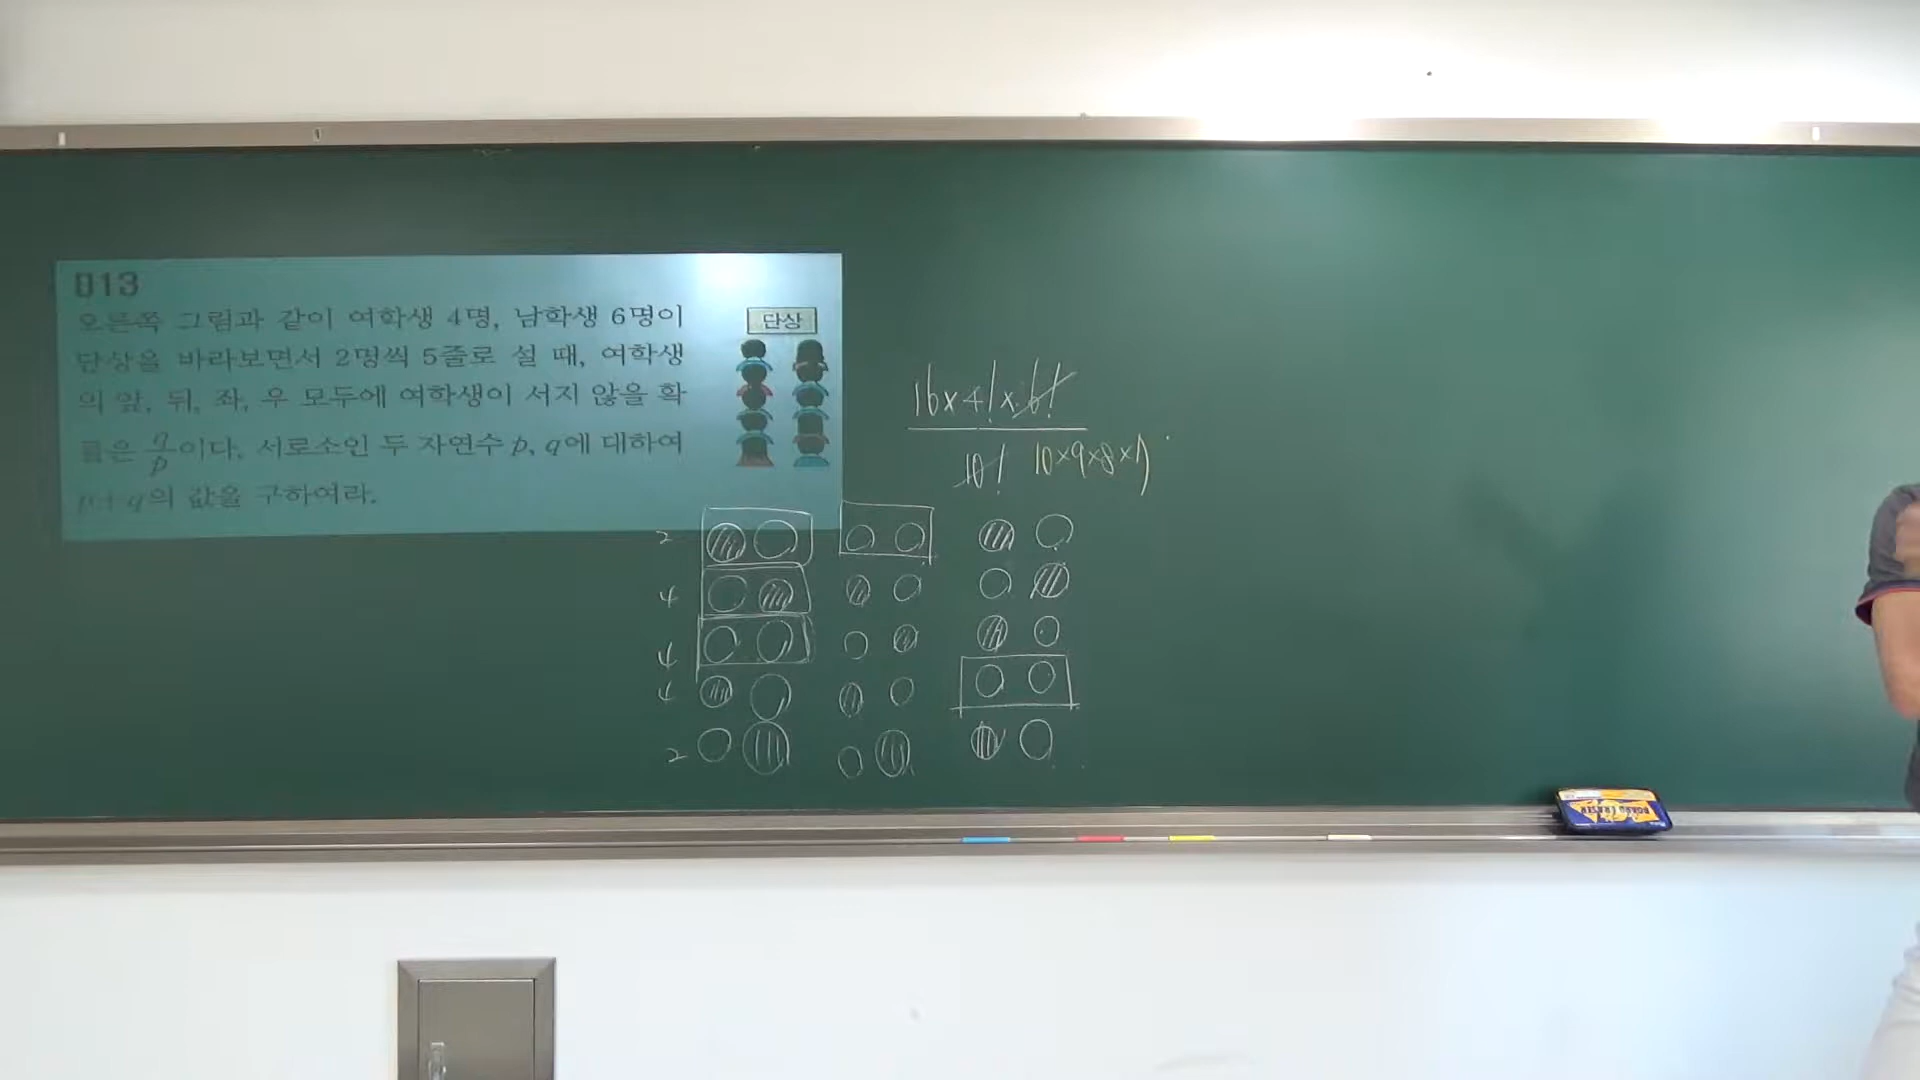 013
오른쪽 그림과 같이 여학생 4명, 남학생 6명이
단상을 바라보면서 2명씩 5줄로 설 때, 여학생
의 앞, 뒤, 좌, 우 모두에 여학생이 서지 않을 확
률은 q/p이다. 서로소인 두 자연수 p, q에 대하여
p+q의 값을 구하여라.
단상
16×4!×6!
10! 10×9×8×7
2
4
4
4
2
BOARD ERASER